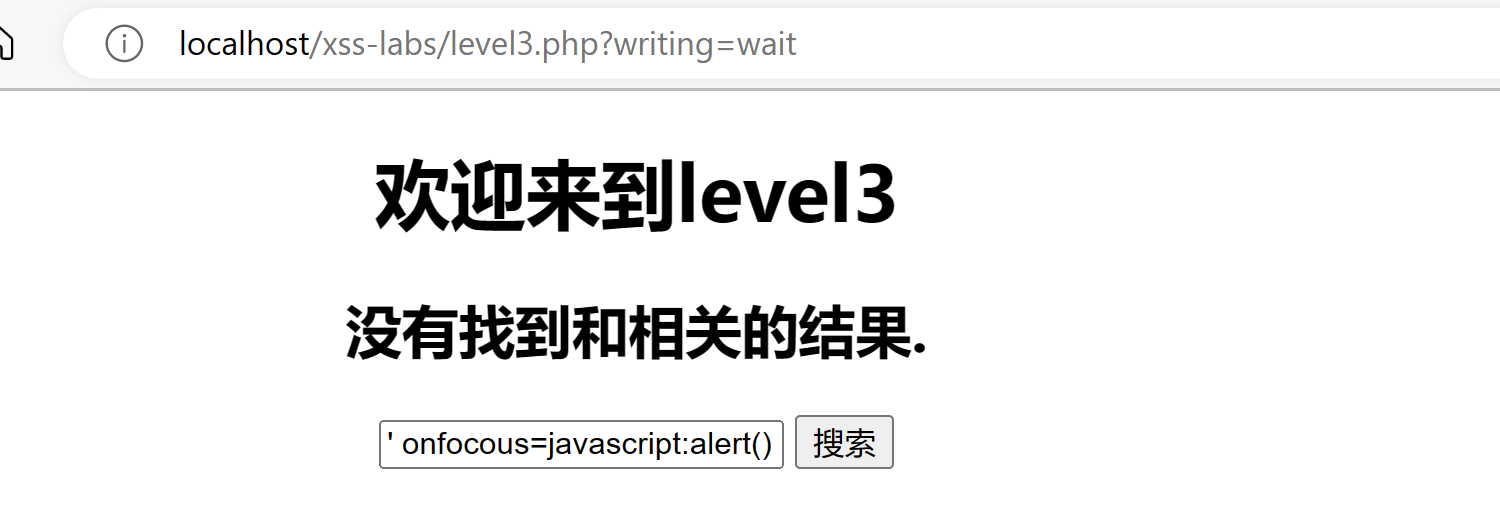 localhost/xss-labs/level3.php?writing=wait
欢迎来到level3
没有找到和相关的结果.
' onfocous=javascript:alert() 搜索